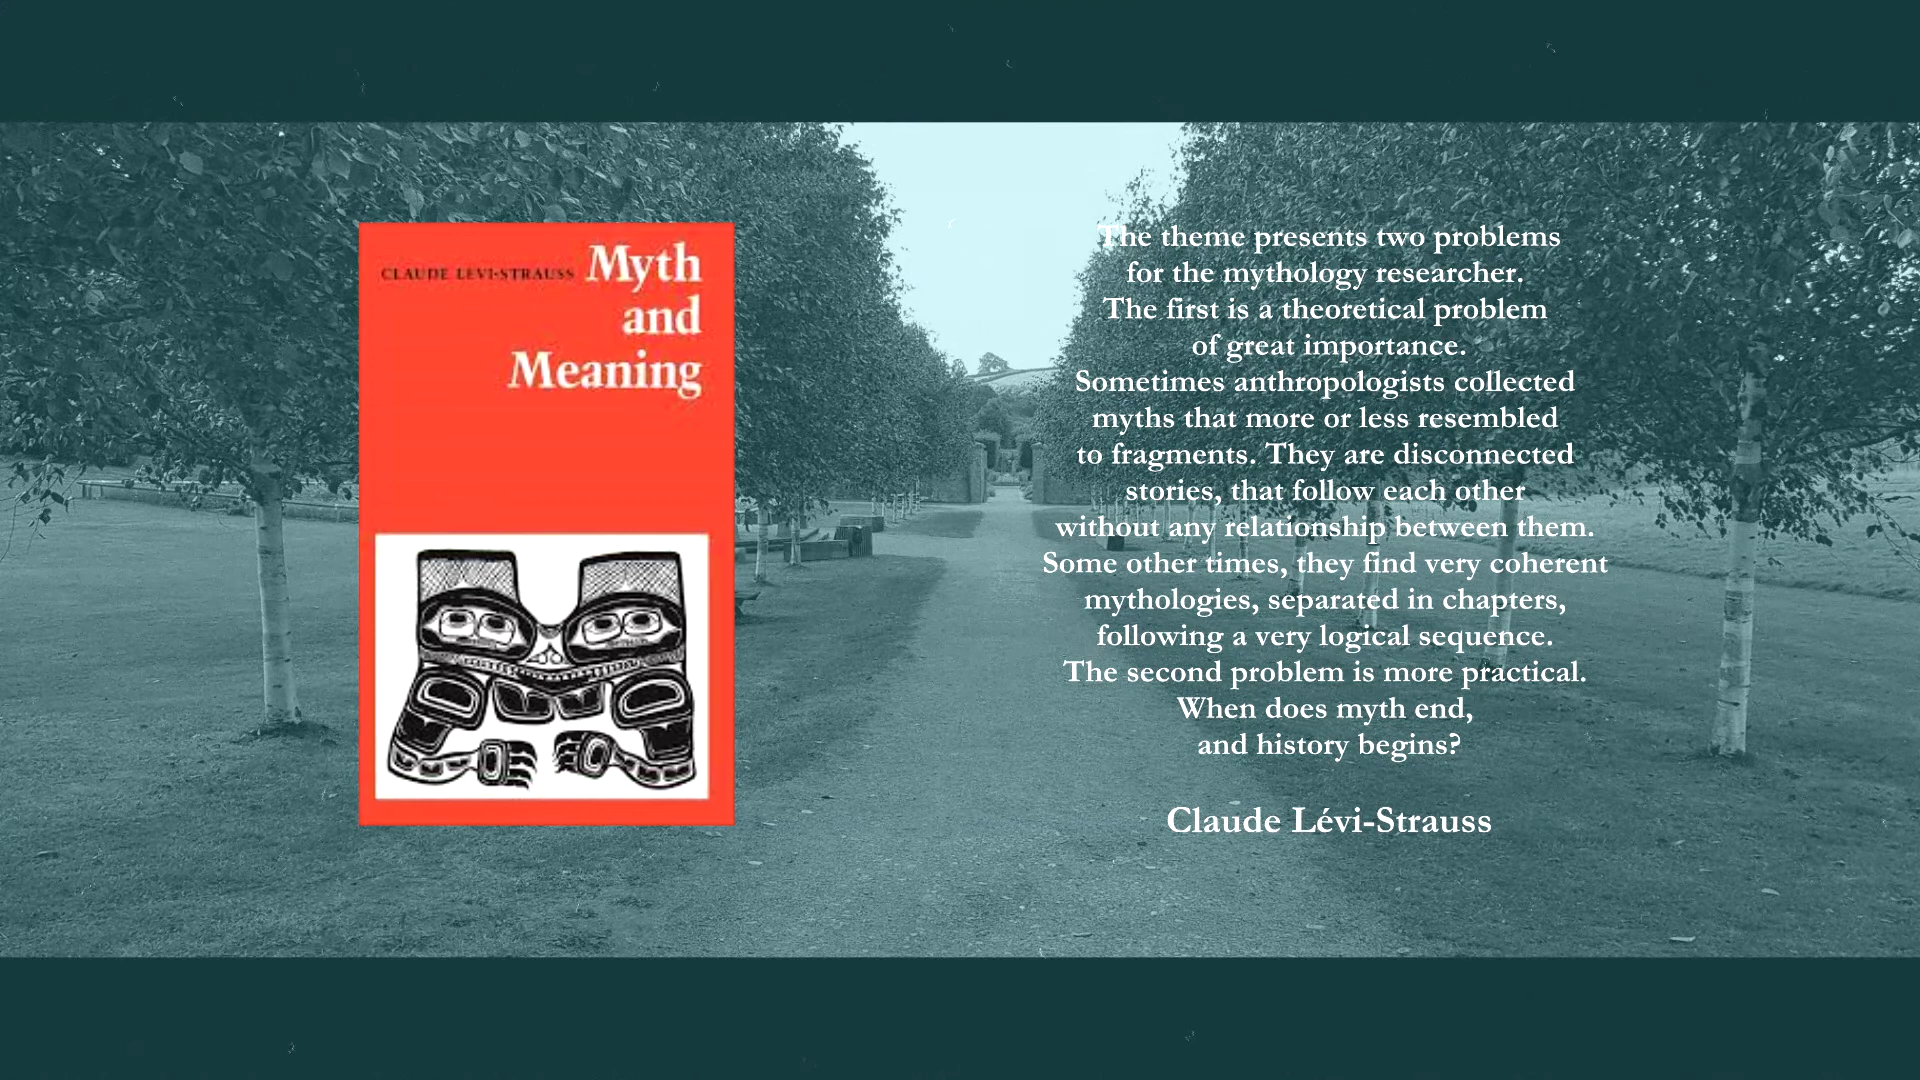 CLAUDE LEVI-STRAUSS Myth
and
Meaning
The theme presents two problems
for the mythology researcher.
The first is a theoretical problem
of great importance.
Sometimes anthropologists collected
myths that more or less resembled
to fragments. They are disconnected
stories, that follow each other
without any relationship between them.
Some other times, they find very coherent
mythologies, separated in chapters,
following a very logical sequence.
The second problem is more practical.
When does myth end,
and history begins?
Claude Lévi-Strauss